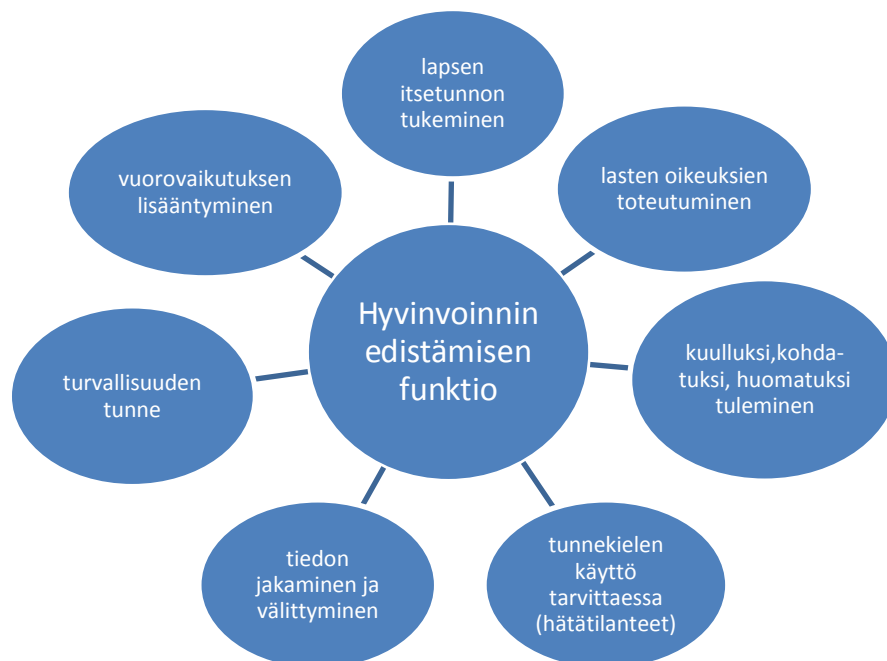 lapsen
itsetunnon
tukeminen
lasten oikeuksien
toteutuminen
kuulluksi,kohda-
tuksi, huomatuksi
tuleminen
tunnekielen
käyttö
tarvittaessa
(hätätilanteet)
tiedon
jakaminen ja
välittyminen
turvallisuuden
tunne
vuorovaikutuksen
lisääntyminen
Hyvinvoinnin
edistämisen
funktio